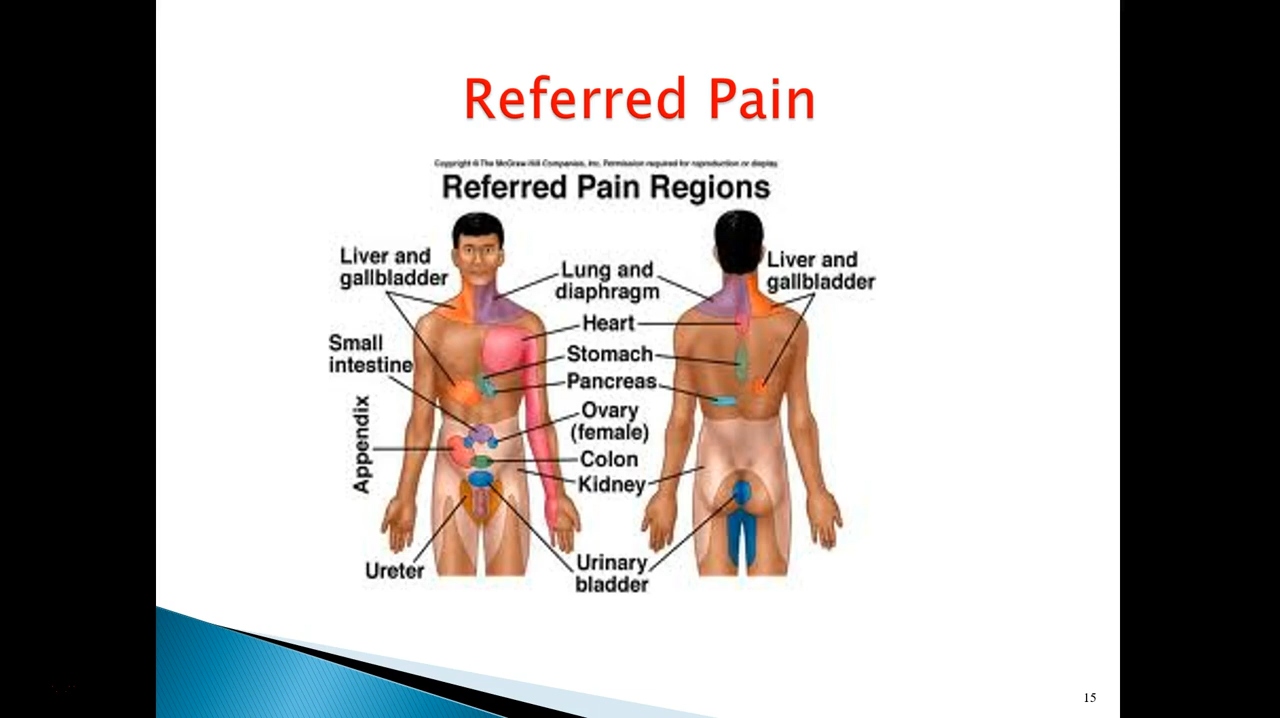 Referred Pain
Copyright © The McGraw-Hill Companies, Inc. Permission required for reproduction or display.
Referred Pain Regions
Liver and
gallbladder
Small
intestine
Appendix
Ureter
Lung and
diaphragm
Heart
Stomach
Pancreas
Ovary
(female)
Colon
Kidney
Urinary
bladder
Liver and
gallbladder
15